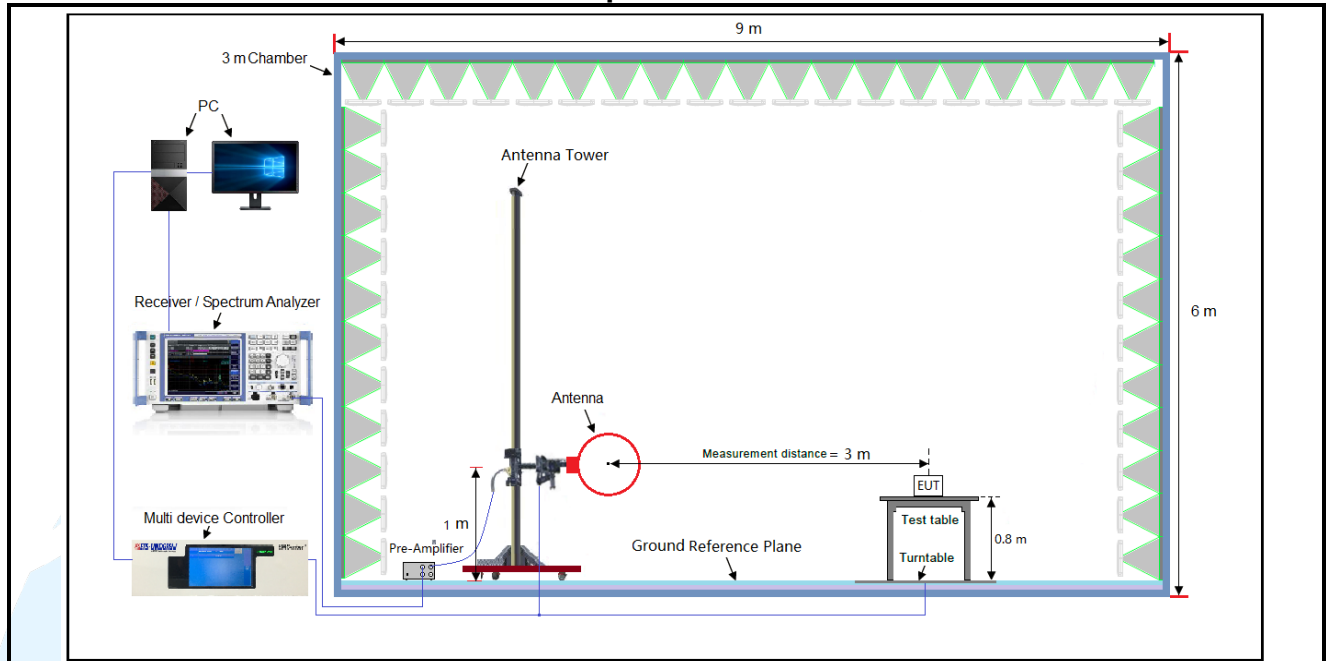 9 m
3 m Chamber
PC
Antenna Tower
Receiver / Spectrum Analyzer
6 m
Antenna
Measurement distance = 3 m
EUT
Multi device Controller
1 m
Test table
Pre-Amplifier
Ground Reference Plane
Turntable
0.8 m